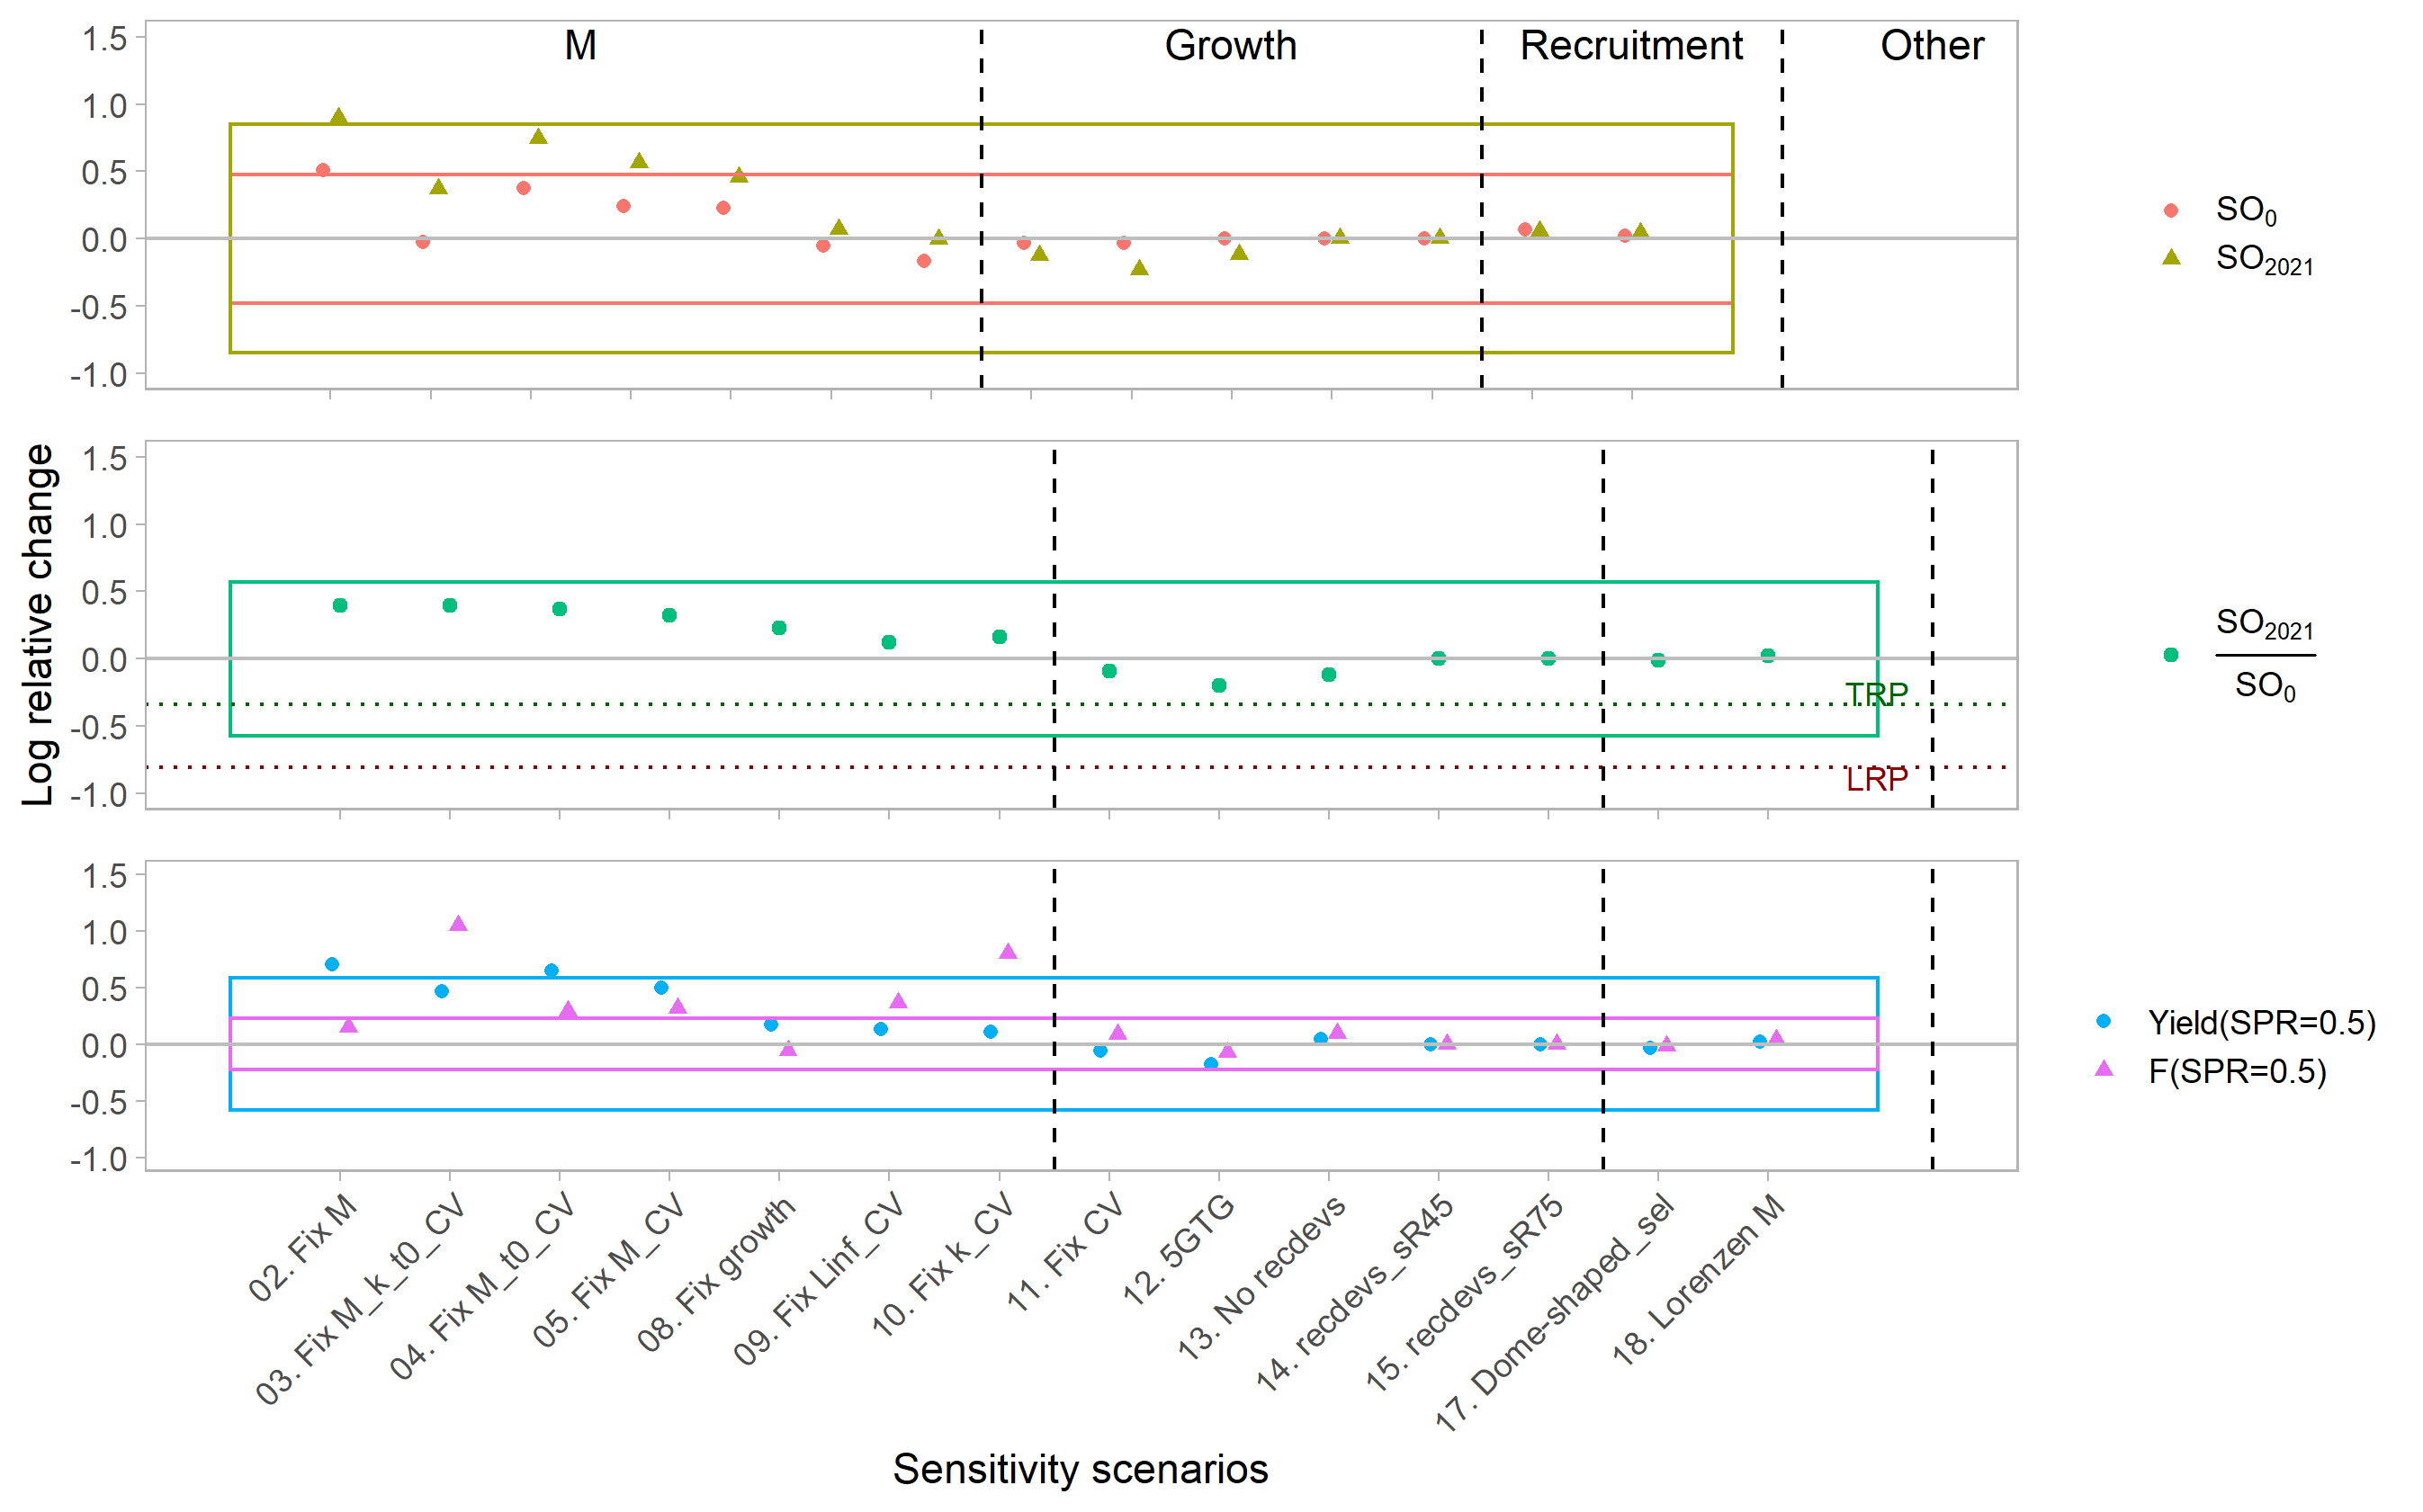 M Growth Recruitment Other
1.5
1.0
0.5
0.0
-0.5
-1.0
SO₀
SO₂₀₂₁
Log relative change
1.5
1.0
0.5
0.0
-0.5
-1.0
TRP
LRP
SO₂₀₂₁
SO₀
1.5
1.0
0.5
0.0
-0.5
-1.0
Yield(SPR=0.5)
F(SPR=0.5)
02. Fix M
03. Fix M_k_t0_CV
04. Fix M_t0_CV
05. Fix M_CV
08. Fix growth
09. Fix Linf_CV
10. Fix k_CV
11. Fix CV
12. 5GTG
13. No recdevs
14. recdevs_sR45
15. recdevs_sR75
17. Dome-shaped_sel
18. Lorenzen M
Sensitivity scenarios